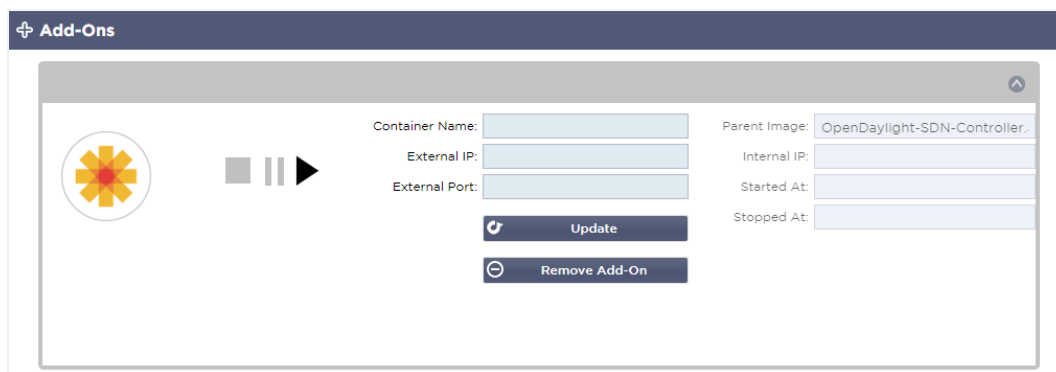 Add-Ons
Container Name:
Parent Image: OpenDaylight-SDN-Controller.
External IP:
Internal IP:
External Port:
Started At:
Stopped At:
Update
Remove Add-On